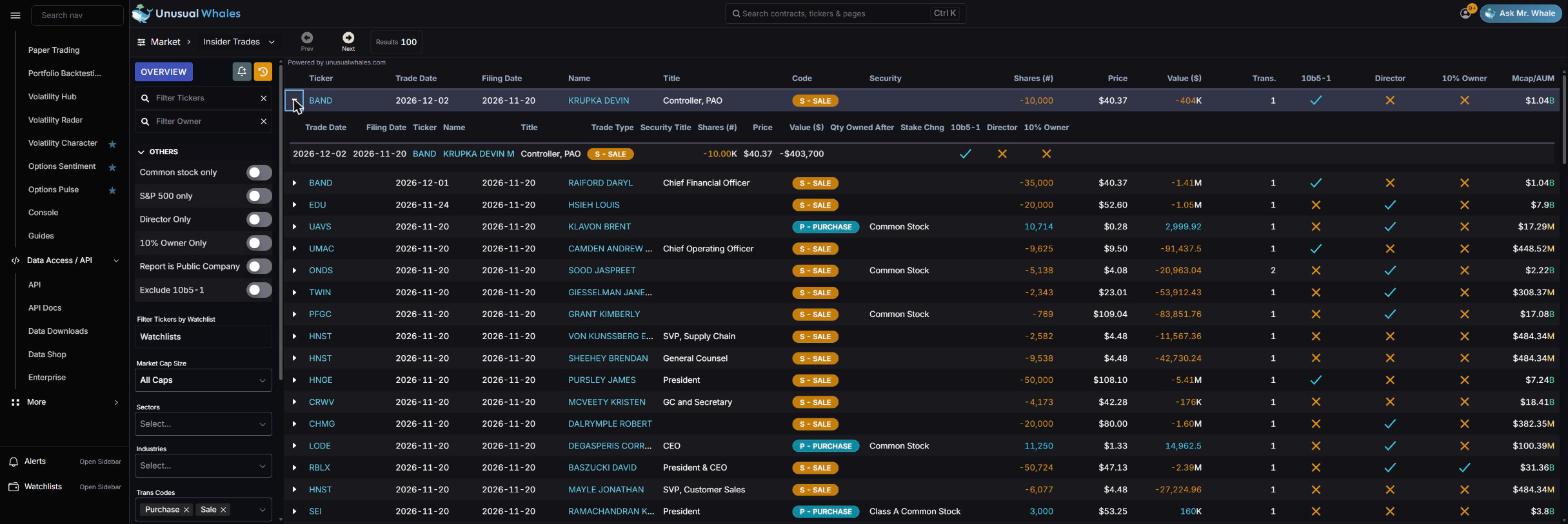 Search nav
Unusual Whales
Search contracts, tickers & pages
Ctrl K
9+
Ask Mr. Whale
Paper Trading
Portfolio Backtesti...
Volatility Hub
Volatility Radar
Volatility Character
Options Sentiment
Options Pulse
Console
Guides
Data Access / API
API
API Docs
Data Downloads
Data Shop
Enterprise
More
Alerts Open Sidebar
Watchlists Open Sidebar
Market > Insider Trades
Prev
Next
Results 100
OVERVIEW
Filter Tickers
Filter Owner
OTHERS
Common stock only
S&P 500 only
Director Only
10% Owner Only
Report is Public Company
Exclude 10b5-1
Filter Tickers by Watchlist
Watchlists
Market Cap Size
All Caps
Sectors
Select...
Industries
Select...
Trans Codes
Purchase Sale
Powered by unusualwhales.com
Ticker Trade Date Filing Date Name Title Code Security Shares (#) Price Value ($) Trans. 10b5-1 Director 10% Owner Mcap/AUM
BAND 2026-12-02 2026-11-20 KRUPKA DEVIN Controller, PAO S - SALE -10,000 $40.37 -404K 1 $1.04B
Trade Date Filing Date Ticker Name Title Trade Type Security Title Shares (#) Price Value ($) Qty Owned After Stake Chng 10b5-1 Director 10% Owner
2026-12-02 2026-11-20 BAND KRUPKA DEVIN M Controller, PAO S - SALE -10.00K $40.37 -$403,700
BAND 2026-12-01 2026-11-20 RAIFORD DARYL Chief Financial Officer S - SALE -35,000 $40.37 -1.41M 1 $1.04B
EDU 2026-11-24 2026-11-20 HSIEH LOUIS S - SALE -20,000 $52.60 -1.05M 1 $7.9B
UAVS 2026-11-20 2026-11-20 KLAVON BRENT P - PURCHASE Common Stock 10,714 $0.28 2,999.92 1 $17.29M
UMAC 2026-11-20 2026-11-20 CAMDEN ANDREW ... Chief Operating Officer S - SALE -9,625 $9.50 -91,437.5 1 $448.52M
ONDS 2026-11-20 2026-11-20 SOOD JASPREET S - SALE Common Stock -5,138 $4.08 -20,963.04 2 $2.22B
TWIN 2026-11-20 2026-11-20 GIESSELMAN JANE... S - SALE -2,343 $23.01 -53,912.43 1 $308.37M
PFGC 2026-11-20 2026-11-20 GRANT KIMBERLY S - SALE Common Stock -769 $109.04 -83,851.76 1 $17.08B
HNST 2026-11-20 2026-11-20 VON KUNSSBERG E... SVP, Supply Chain S - SALE -2,582 $4.48 -11,567.36 1 $484.34M
HNST 2026-11-20 2026-11-20 SHEEHEY BRENDAN General Counsel S - SALE -9,538 $4.48 -42,730.24 1 $484.34M
HNGE 2026-11-20 2026-11-20 PURSLEY JAMES President S - SALE -50,000 $108.10 -5.41M 1 $7.24B
CRWV 2026-11-20 2026-11-20 MCVEETY KRISTEN GC and Secretary S - SALE -4,173 $42.28 -176K 1 $18.41B
CHMG 2026-11-20 2026-11-20 DALRYMPLE ROBERT S - SALE -20,000 $80.00 -1.60M 1 $382.35M
LODE 2026-11-20 2026-11-20 DEGASPERIS CORR... CEO P - PURCHASE Common Stock 11,250 $1.33 14,962.5 1 $100.39M
RBLX 2026-11-20 2026-11-20 BASZUCKI DAVID President & CEO S - SALE -50,724 $47.13 -2.39M 1 $31.36B
HNST 2026-11-20 2026-11-20 MAYLE JONATHAN SVP, Customer Sales S - SALE -6,077 $4.48 -27,224.96 1 $484.34M
SEI 2026-11-20 2026-11-20 RAMACHANDRAN K... President P - PURCHASE Class A Common Stock 3,000 $53.25 160K 1 $3.8B